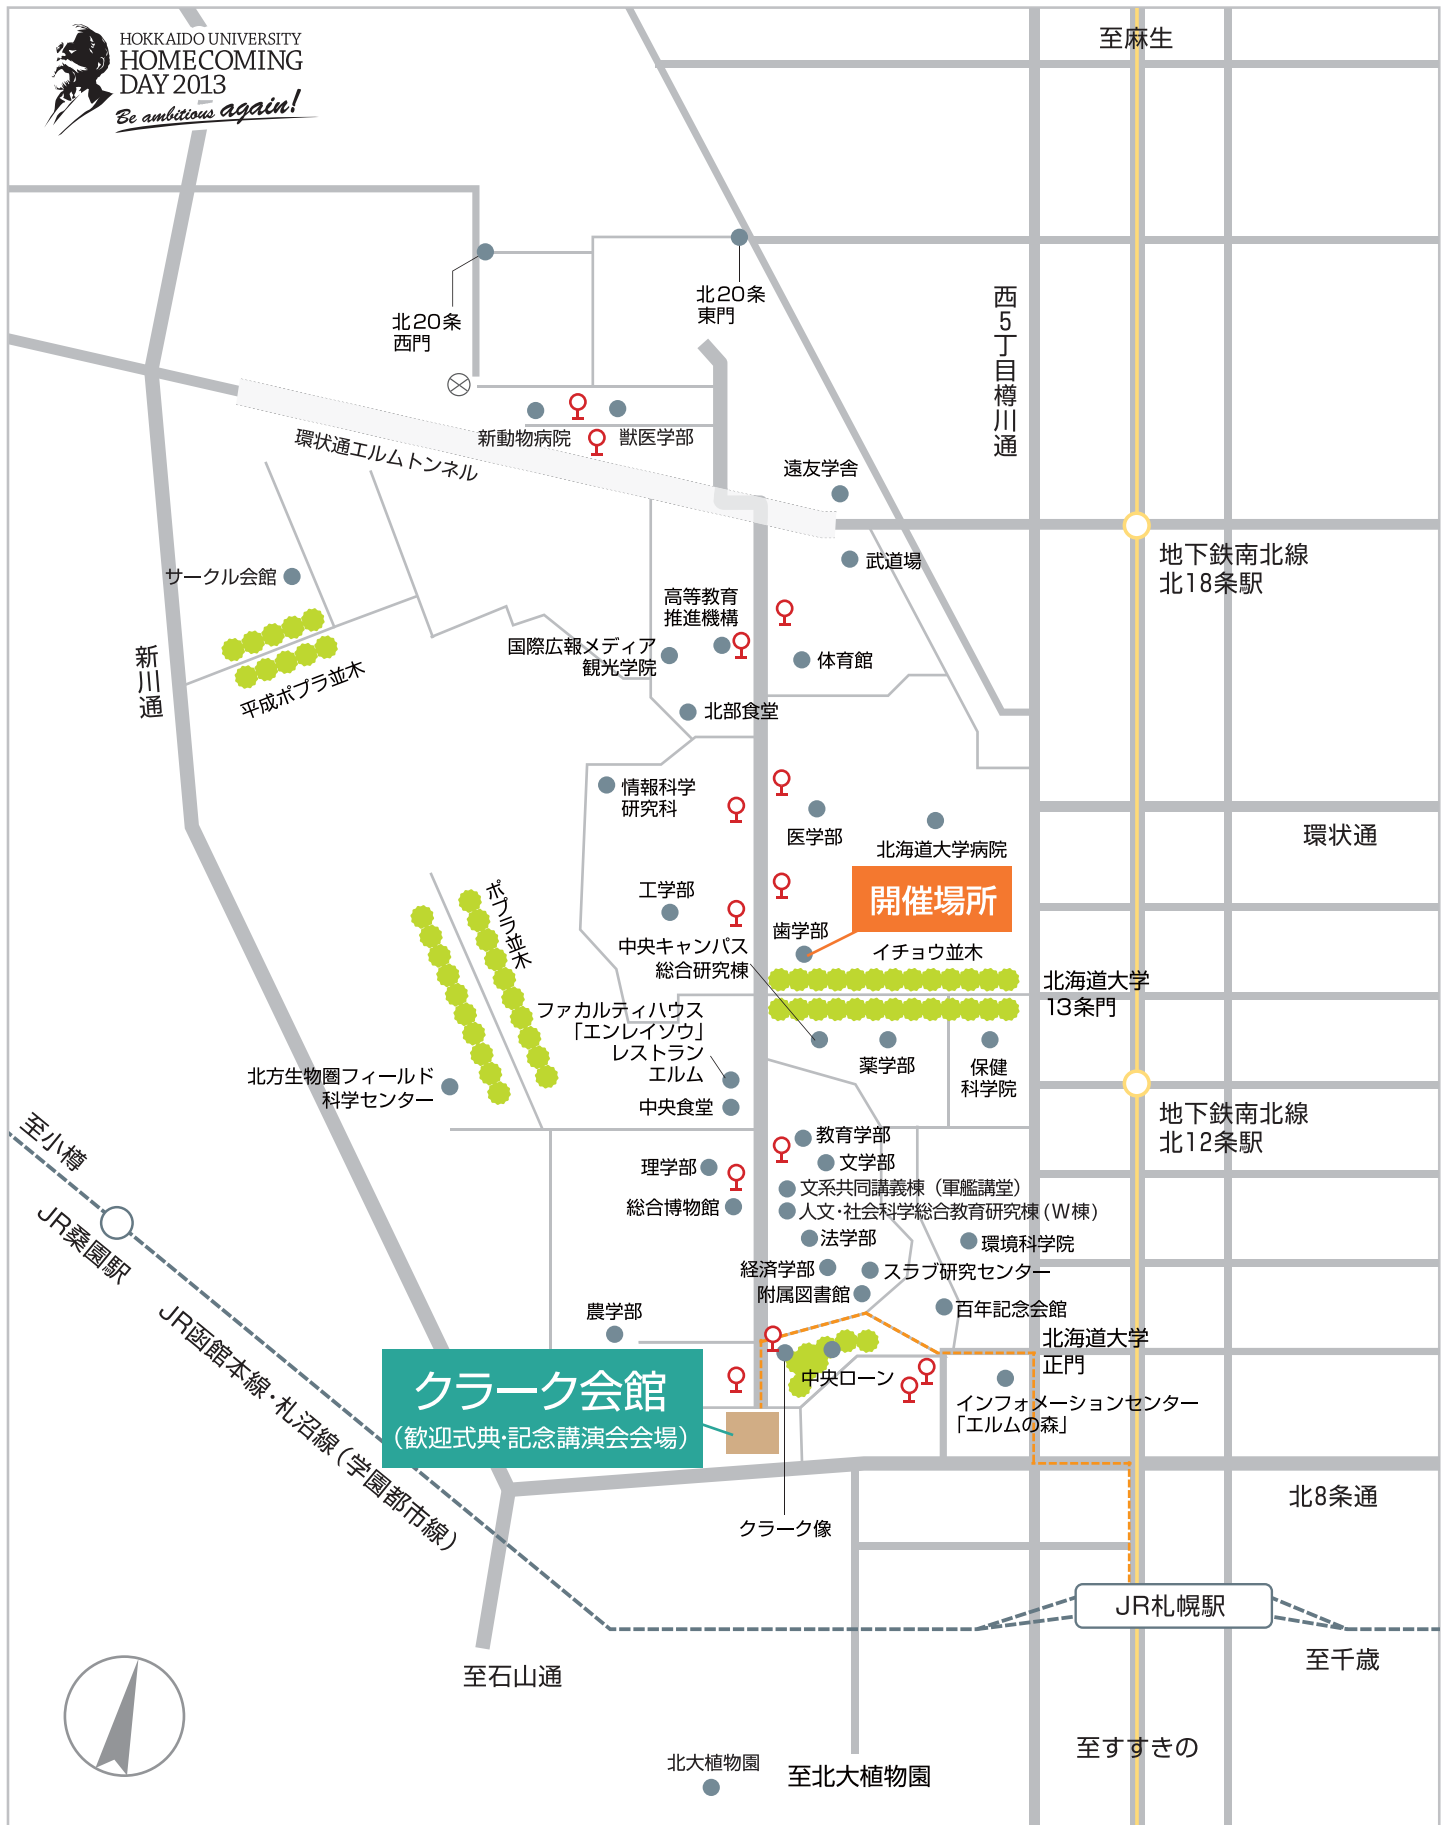 HOKKAIDO UNIVERSITY
HOMECOMING
DAY 2013
Be ambitious again!
至麻生
北20条
東門
北20条
西門
西5丁目樽川通
新動物病院
獣医学部
環状通エルムトンネル
遠友学舎
地下鉄南北線
北18条駅
武道場
サークル会館
高等教育
推進機構
国際広報メディア
観光学院
体育館
新川通
平成ポプラ並木
北部食堂
情報科学
研究科
医学部
北海道大学病院
環状通
工学部
ポプラ並木
開催場所
歯学部
中央キャンパス
総合研究棟
イチョウ並木
北海道大学
13条門
ファカルティハウス
「エンレイソウ」
レストラン
エルム
薬学部
保健
科学院
北方生物圏フィールド
科学センター
中央食堂
地下鉄南北線
北12条駅
至小樽
教育学部
文学部
理学部
文系共同講義棟(軍艦講堂)
総合博物館
人文・社会科学総合教育研究棟(W棟)
JR桑園駅
法学部
環境科学院
経済学部
スラブ研究センター
附属図書館
百年記念会館
農学部
JR函館本線・札沼線(学園都市線)
北海道大学
正門
クラーク会館
(歓迎式典・記念講演会会場)
中央ローン
インフォメーションセンター
「エルムの森」
北8条通
クラーク像
JR札幌駅
至千歳
至石山通
至すすきの
北大植物園
至北大植物園